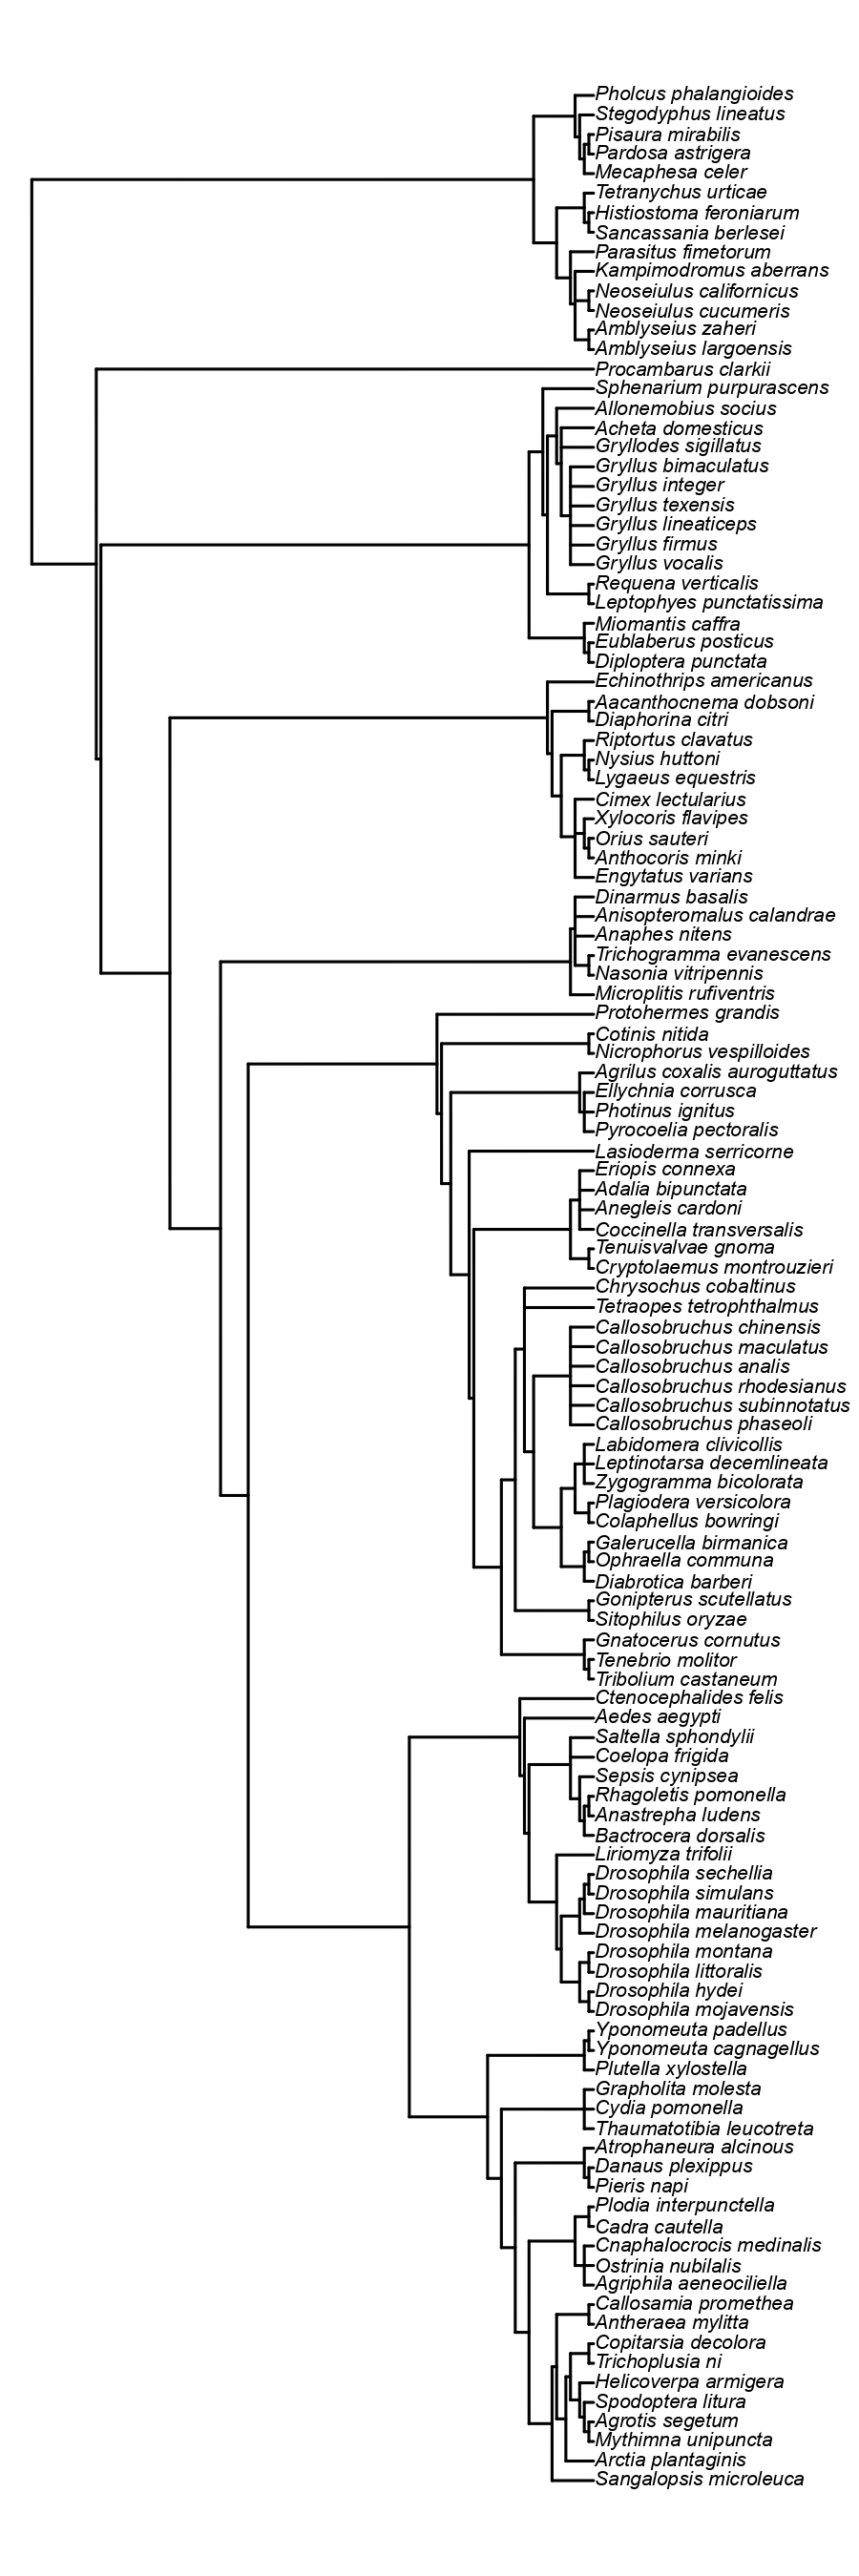 Pholcus phalangioides
Stegodyphus lineatus
Pisaura mirabilis
Pardosa astrigera
Mecaphesa celer
Tetranychus urticae
Histiostoma feroniarum
Sancassania berlesei
Parasitus fimetorum
Kampimodromus aberrans
Neoseiulus californicus
Neoseiulus cucumeris
Amblyseius zaheri
Amblyseius largoensis
Procambarus clarkii
Sphenarium purpurascens
Allonemobius socius
Acheta domesticus
Gryllodes sigillatus
Gryllus bimaculatus
Gryllus integer
Gryllus texensis
Gryllus lineaticeps
Gryllus firmus
Gryllus vocalis
Requena verticalis
Leptophyes punctatissima
Miomantis caffra
Eublaberus posticus
Diploptera punctata
Echinothrips americanus
Aacanthocnema dobsoni
Diaphorina citri
Riptortus clavatus
Nysius huttoni
Lygaeus equestris
Cimex lectularius
Xylocoris flavipes
Orius sauteri
Anthocoris minki
Engytatus varians
Dinarmus basalis
Anisopteromalus calandrae
Anaphes nitens
Trichogramma evanescens
Nasonia vitripennis
Microplitis rufiventris
Protohermes grandis
Cotinis nitida
Nicrophorus vespilloides
Agrilus coxalis auroguttatus
Ellychnia corrusca
Photinus ignitus
Pyrocoelia pectoralis
Lasioderma serricorne
Eriopis connexa
Adalia bipunctata
Anegleis cardoni
Coccinella transversalis
Tenuisvalvae gnoma
Cryptolaemus montrouzieri
Chrysochus cobaltinus
Tetraopes tetrophthalmus
Callosobruchus chinensis
Callosobruchus maculatus
Callosobruchus analis
Callosobruchus rhodesianus
Callosobruchus subinnotatus
Callosobruchus phaseoli
Labidomera clivicollis
Leptinotarsa decemlineata
Zygogramma bicolorata
Plagiodera versicolora
Colaphellus bowringi
Galerucella birmanica
Ophraella communa
Diabrotica barberi
Gonipterus scutellatus
Sitophilus oryzae
Gnatocerus cornutus
Tenebrio molitor
Tribolium castaneum
Ctenocephalides felis
Aedes aegypti
Saltella sphondylii
Coelopa frigida
Sepsis cynipsea
Rhagoletis pomonella
Anastrepha ludens
Bactrocera dorsalis
Liriomyza trifolii
Drosophila sechellia
Drosophila simulans
Drosophila mauritiana
Drosophila melanogaster
Drosophila montana
Drosophila littoralis
Drosophila hydei
Drosophila mojavensis
Yponomeuta padellus
Yponomeuta cagnagellus
Plutella xylostella
Grapholita molesta
Cydia pomonella
Thaumatotibia leucotreta
Atrophaneura alcinous
Danaus plexippus
Pieris napi
Plodia interpunctella
Cadra cautella
Cnaphalocrocis medinalis
Ostrinia nubilalis
Agriphila aeneociliella
Callosamia promethea
Antheraea mylitta
Copitarsia decolora
Trichoplusia ni
Helicoverpa armigera
Spodoptera litura
Agrotis segetum
Mythimna unipuncta
Arctia plantaginis
Sangalopsis microleuca